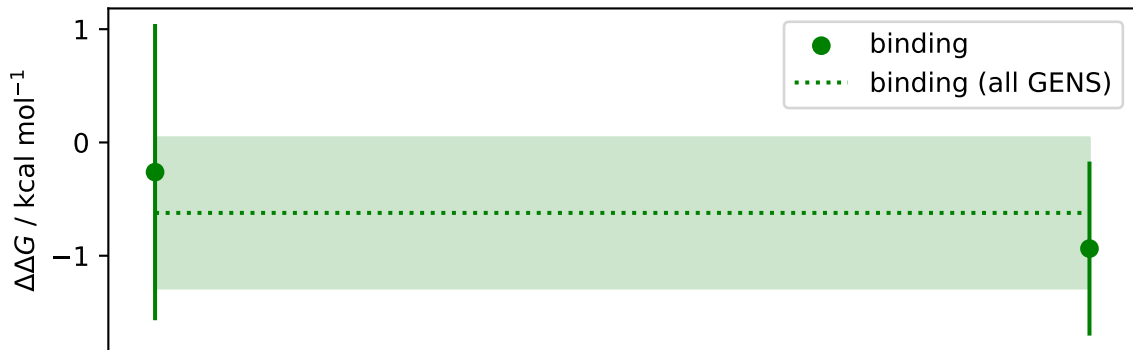 1
0
−1
ΔΔG / kcal mol⁻¹
binding
binding (all GENS)